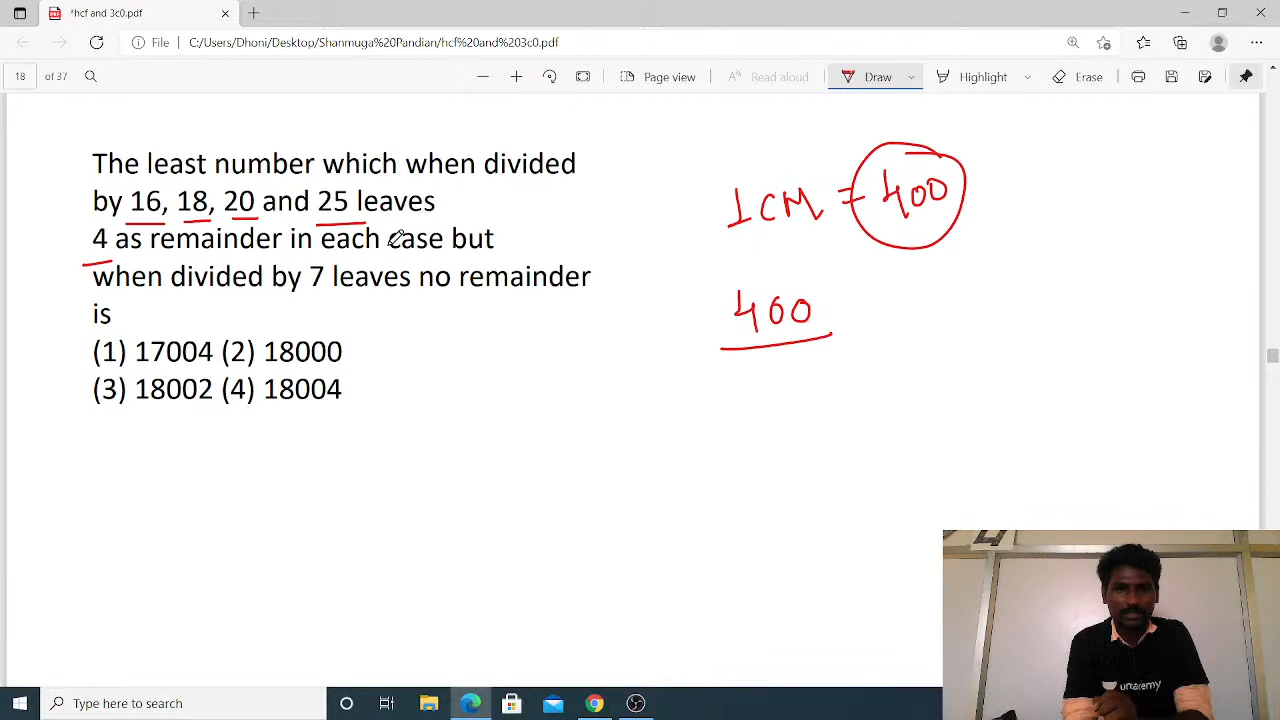 *hcf and 3c0.pdf
File C:/Users/Dhoni/Desktop/Shanmuga%20Pandian/hcf%20and%203c0.pdf
18 of 37 Page view Read aloud Draw Highlight Erase
The least number which when divided
by 16, 18, 20 and 25 leaves
4 as remainder in each case but
when divided by 7 leaves no remainder
is
(1) 17004 (2) 18000
(3) 18002 (4) 18004
LCM = 400
400
unacademy
Type here to search